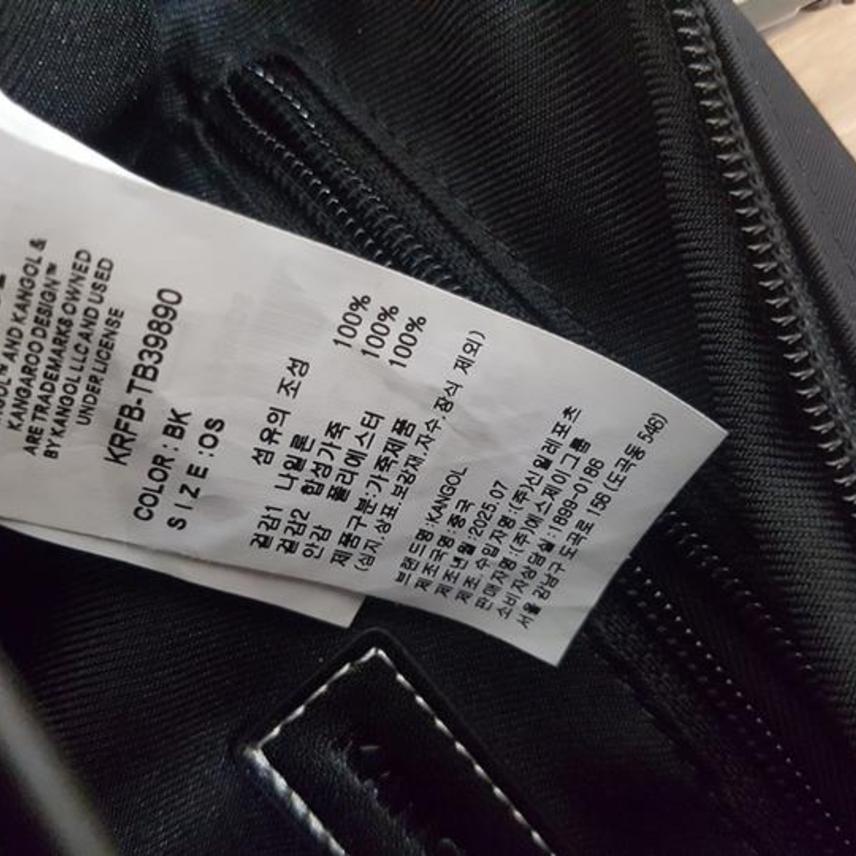 AND KANGOL &
KANGAROO DESIGN™
ARE TRADEMARKS OWNED
BY KANGOL LLC AND USED
UNDER LICENSE
KRFB-TB39890
COLOR : BK
SIZE : OS
섬유의 조성
겉감1 나일론 100%
겉감2 합성가죽 100%
안감 폴리에스터 100%
제품구분:가죽제품
(심지,상표,보강재,자수,장식 제외)
브랜드명:KANGOL
제조국명:중국
제조년월:2025.07
제조,수입자명:(주)신일레포츠
판매자명:(주)에스제이그룹
소비자상담실:1899-0186
서울 강남구 도곡로 156 (도곡동 546)